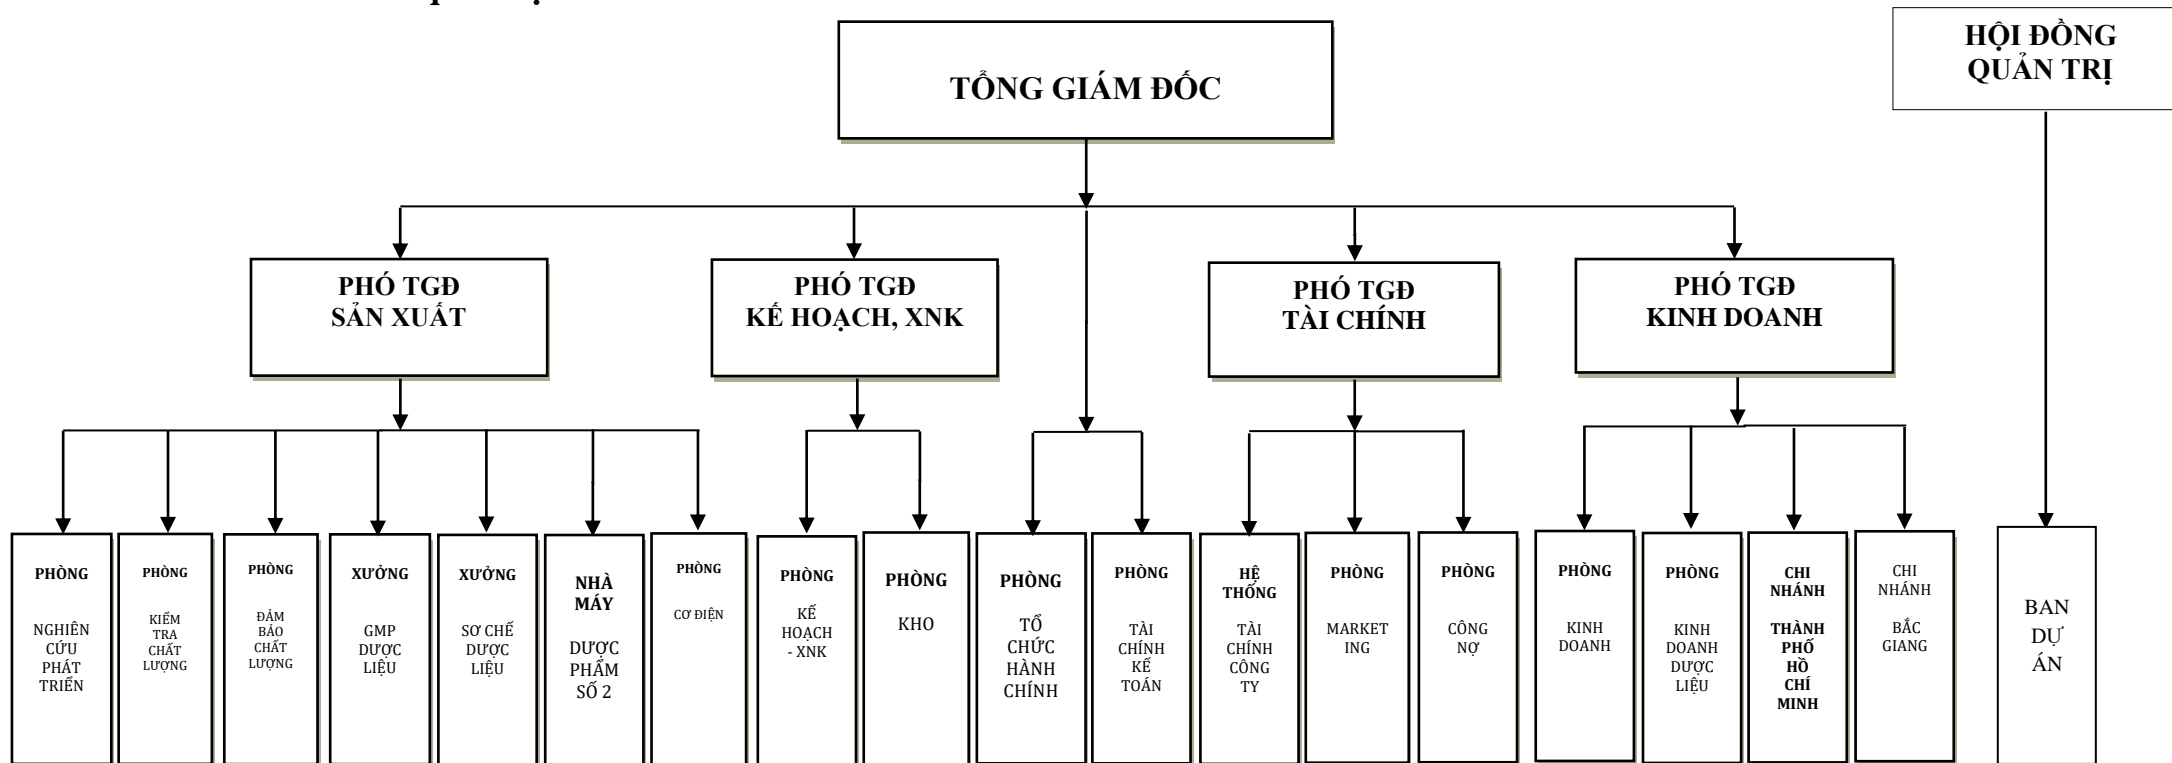 TỔNG GIÁM ĐỐC
HỘI ĐỒNG
QUẢN TRỊ
PHÓ TGĐ
SẢN XUẤT
PHÓ TGĐ
KẾ HOẠCH, XNK
PHÓ TGĐ
TÀI CHÍNH
PHÓ TGĐ
KINH DOANH
PHÒNG
NGHIÊN
CỨU
PHÁT
TRIỂN
PHÒNG
KIỂM
TRA
CHẤT
LƯỢNG
PHÒNG
ĐẢM
BẢO
CHẤT
LƯỢNG
XƯỞNG
GMP
DƯỢC
LIỆU
XƯỞNG
SƠ CHẾ
DƯỢC
LIỆU
NHÀ
MÁY
DƯỢC
PHẨM
SỐ 2
PHÒNG
CƠ ĐIỆN
PHÒNG
KẾ
HOẠCH
- XNK
PHÒNG
KHO
PHÒNG
TỔ
CHỨC
HÀNH
CHÍNH
PHÒNG
TÀI
CHÍNH
KẾ
TOÁN
HỆ
THỐNG
TÀI
CHÍNH
CÔNG
TY
PHÒNG
MARKET
ING
PHÒNG
CÔNG
NỢ
PHÒNG
KINH
DOANH
PHÒNG
KINH
DOANH
DƯỢC
LIỆU
CHI
NHÁNH
THÀNH
PHỐ
HỒ
CHÍ
MINH
CHI
NHÁNH
BẮC
GIANG
BAN
DỰ
ÁN